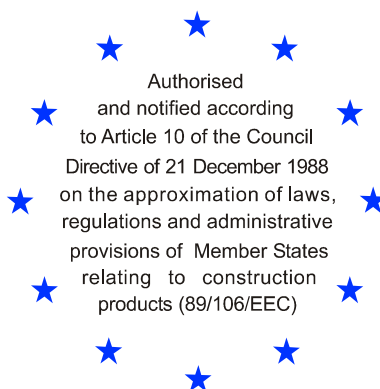 Authorised
and notified according
to Article 10 of the Council
Directive of 21 December 1988
on the approximation of laws,
regulations and administrative
provisions of Member States
relating to construction
products (89/106/EEC)